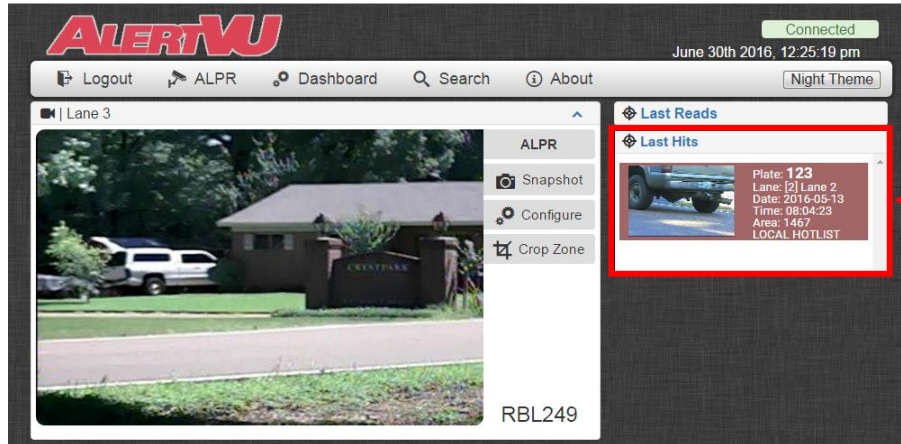 ALERTVU
Connected
June 30th 2016, 12:25:19 pm
Logout
ALPR
Dashboard
Search
About
Night Theme
| Lane 3
ALPR
Snapshot
Configure
Crop Zone
CRESTPARK
RBL249
Last Reads
Last Hits
Plate: 123
Lane: [2] Lane 2
Date: 2016-05-13
Time: 08:04:23
Area: 1467
LOCAL HOTLIST